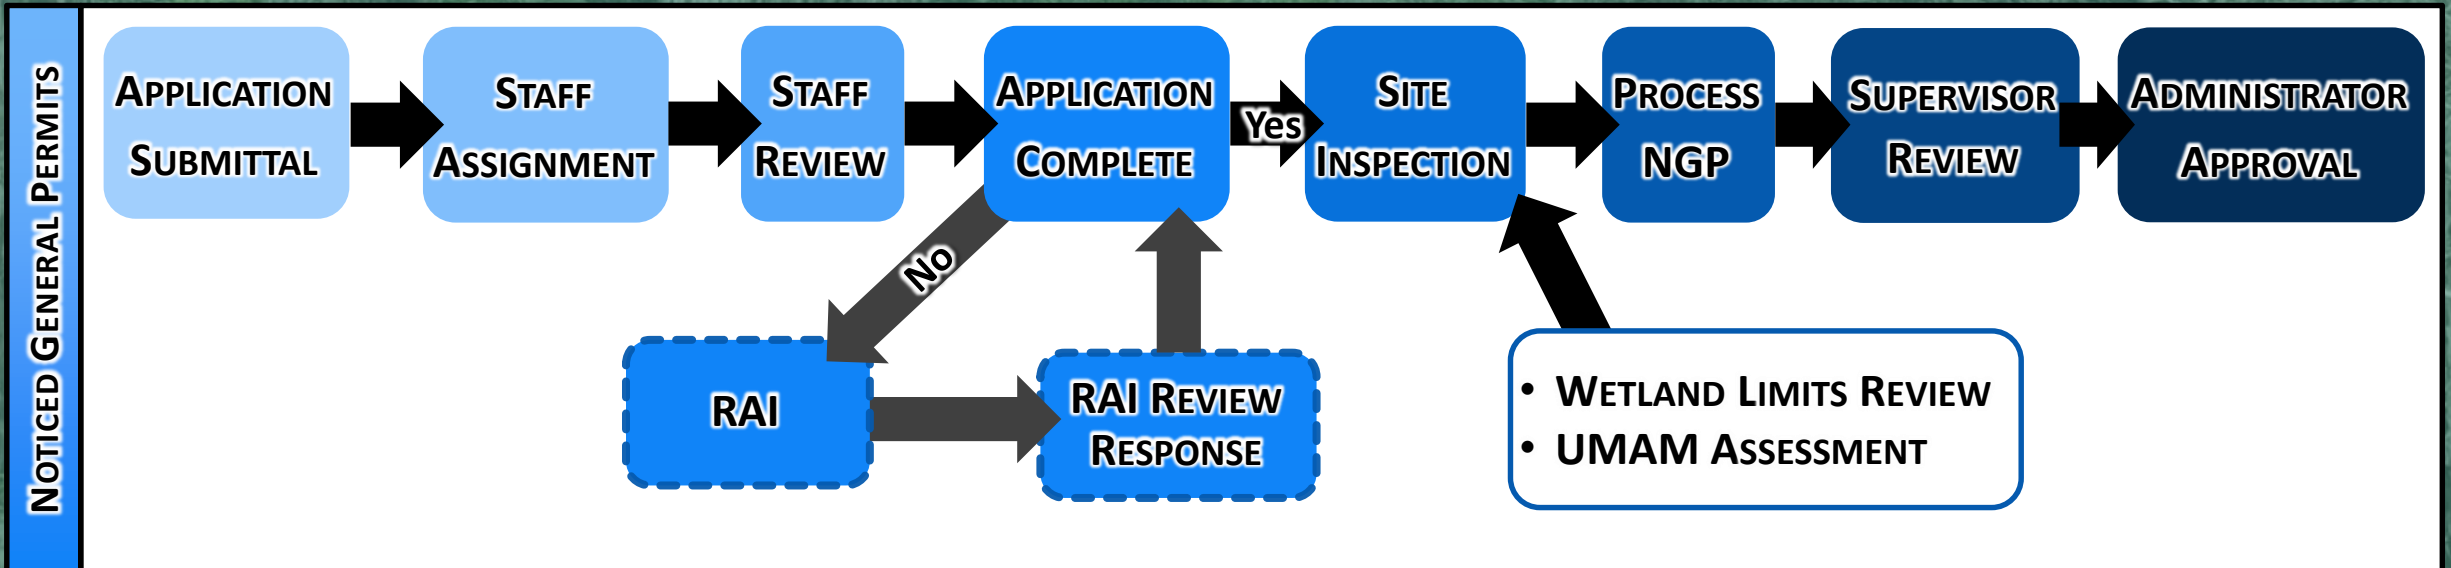 NOTICED GENERAL PERMITS
APPLICATION
SUBMITTAL
STAFF
ASSIGNMENT
STAFF
REVIEW
APPLICATION
COMPLETE
Yes
SITE
INSPECTION
PROCESS
NGP
SUPERVISOR
REVIEW
ADMINISTRATOR
APPROVAL
No
RAI
RAI REVIEW
RESPONSE
• WETLAND LIMITS REVIEW
• UMAM ASSESSMENT